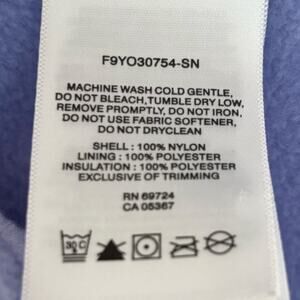 F9YO30754-SN
MACHINE WASH COLD GENTLE,
DO NOT BLEACH,TUMBLE DRY LOW,
REMOVE PROMPTLY, DO NOT IRON,
DO NOT USE FABRIC SOFTENER,
DO NOT DRYCLEAN
SHELL : 100% NYLON
LINING : 100% POLYESTER
INSULATION : 100% POLYESTER
EXCLUSIVE OF TRIMMING
RN 69724
CA 05367
30 C